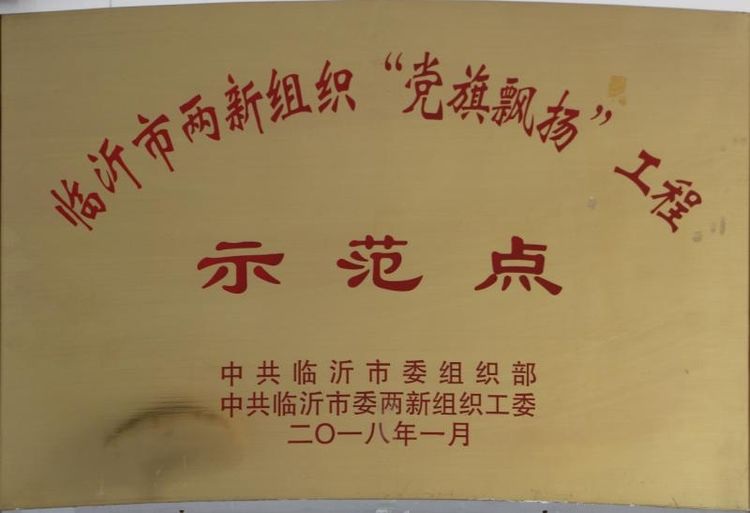 临沂市两新组织“党旗飘扬”工程
示范点
中共临沂市委组织部
中共临沂市委两新组织工委
二〇一八年一月